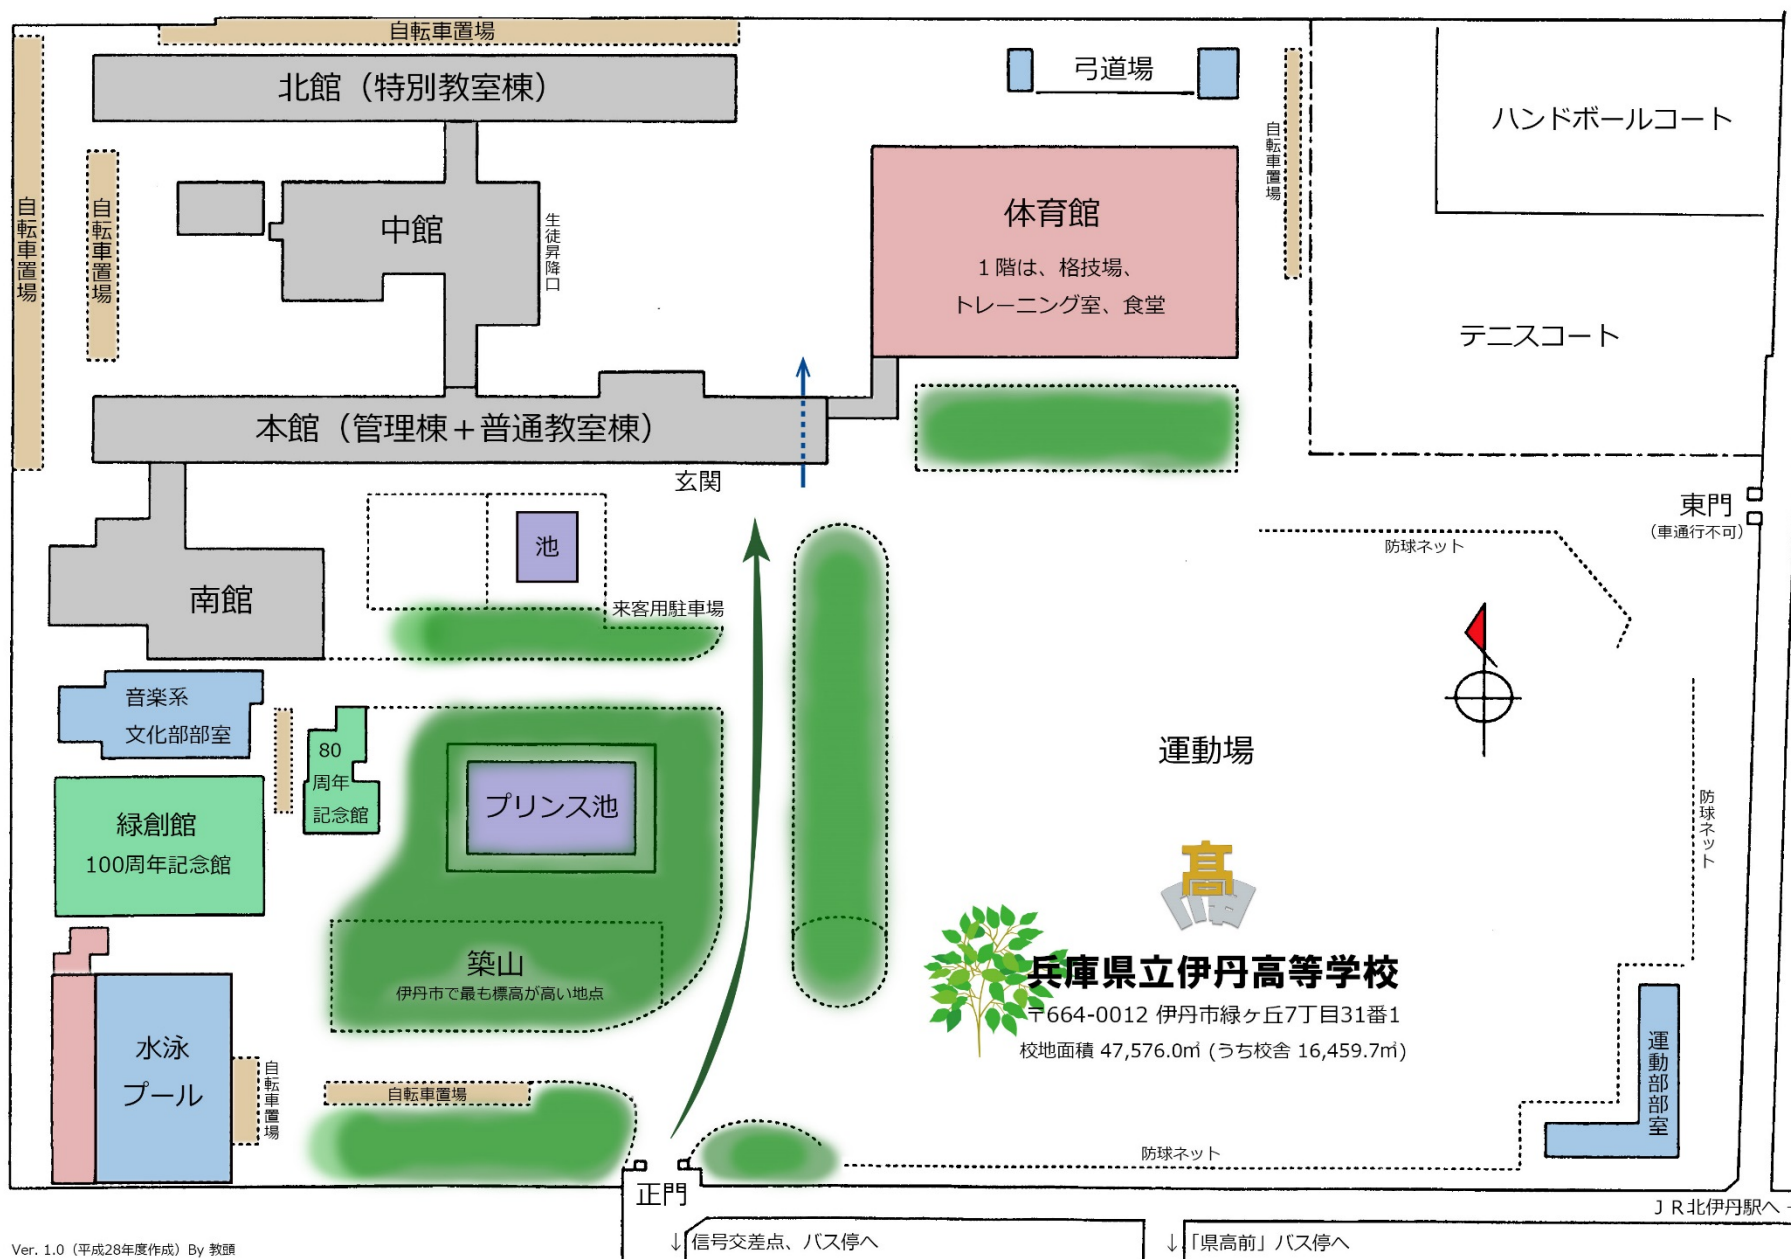 自転車置場
北館（特別教室棟）
弓道場
ハンドボールコート
自転車置場
自転車置場
自転車置場
中館
生徒昇降口
体育館
１階は、格技場、
トレーニング室、食堂
自転車置場
テニスコート
本館（管理棟＋普通教室棟）
玄関
東門
（車通行不可）
防球ネット
池
南館
来客用駐車場
音楽系
文化部部室
80
周年
記念館
プリンス池
運動場
防球ネット
緑創館
100周年記念館
高
築山
伊丹市で最も標高が高い地点
兵庫県立伊丹高等学校
〒664-0012 伊丹市緑ヶ丘7丁目31番1
校地面積 47,576.0㎡ (うち校舎 16,459.7㎡)
水泳
プール
自転車置場
自転車置場
運動部部室
防球ネット
正門
ＪＲ北伊丹駅へ
↓信号交差点、バス停へ
↓「県高前」バス停へ
Ver. 1.0（平成28年度作成）By 教頭